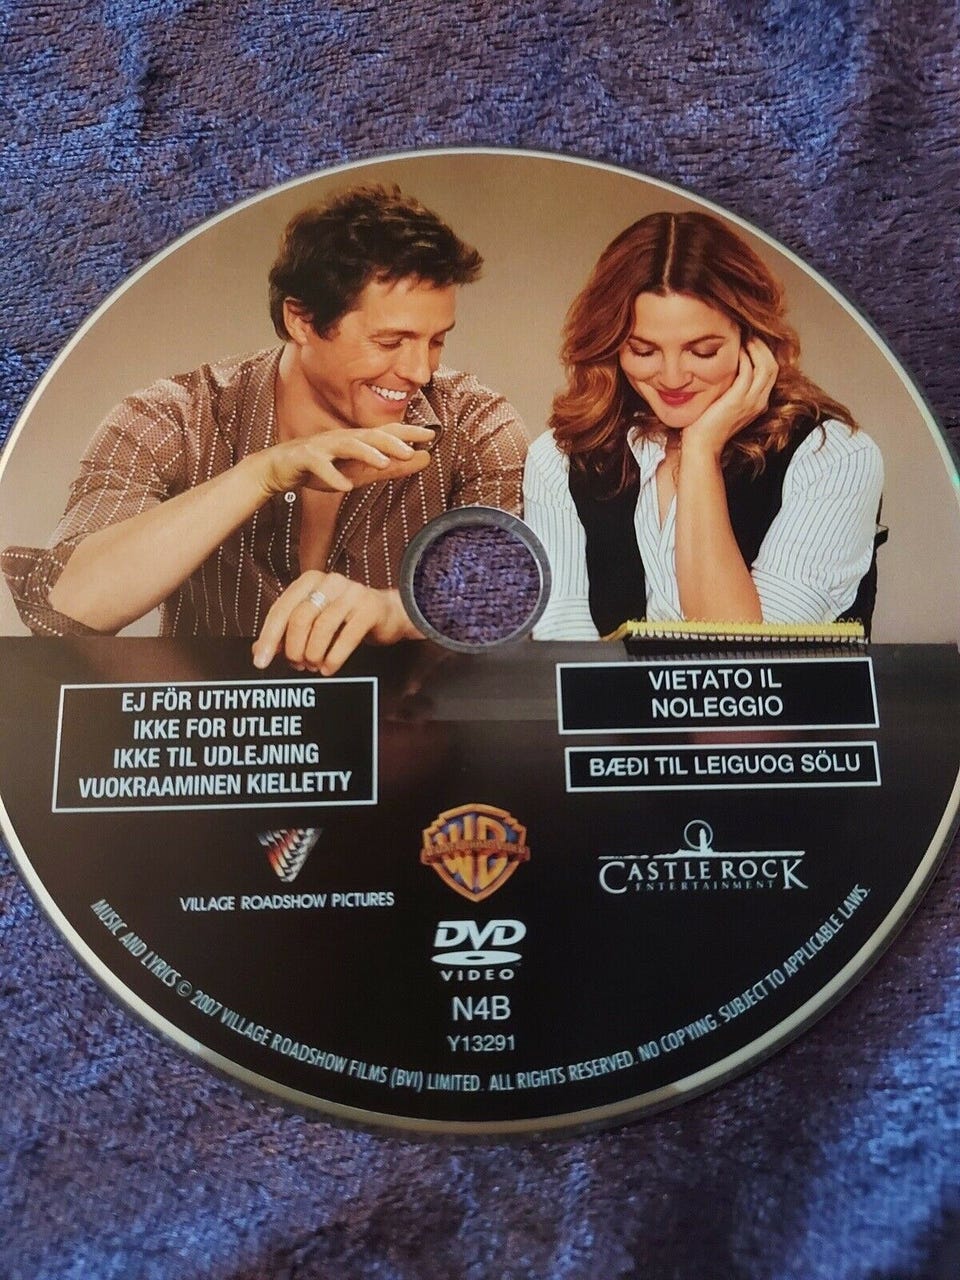 EJ FÖR UTHYRNING
IKKE FOR UTLEIE
IKKE TIL UDLEJNING
VUOKRAAMINEN KIELLETTY
VIETATO IL
NOLEGGIO
BÆÐI TIL LEIGUOG SÖLU
VILLAGE ROADSHOW PICTURES
WB
CASTLE ROCK
ENTERTAINMENT
DVD
VIDEO
N4B
Y13291
MUSIC AND LYRICS © 2007 VILLAGE ROADSHOW FILMS (BVI) LIMITED. ALL RIGHTS RESERVED. NO COPYING. SUBJECT TO APPLICABLE LAWS.